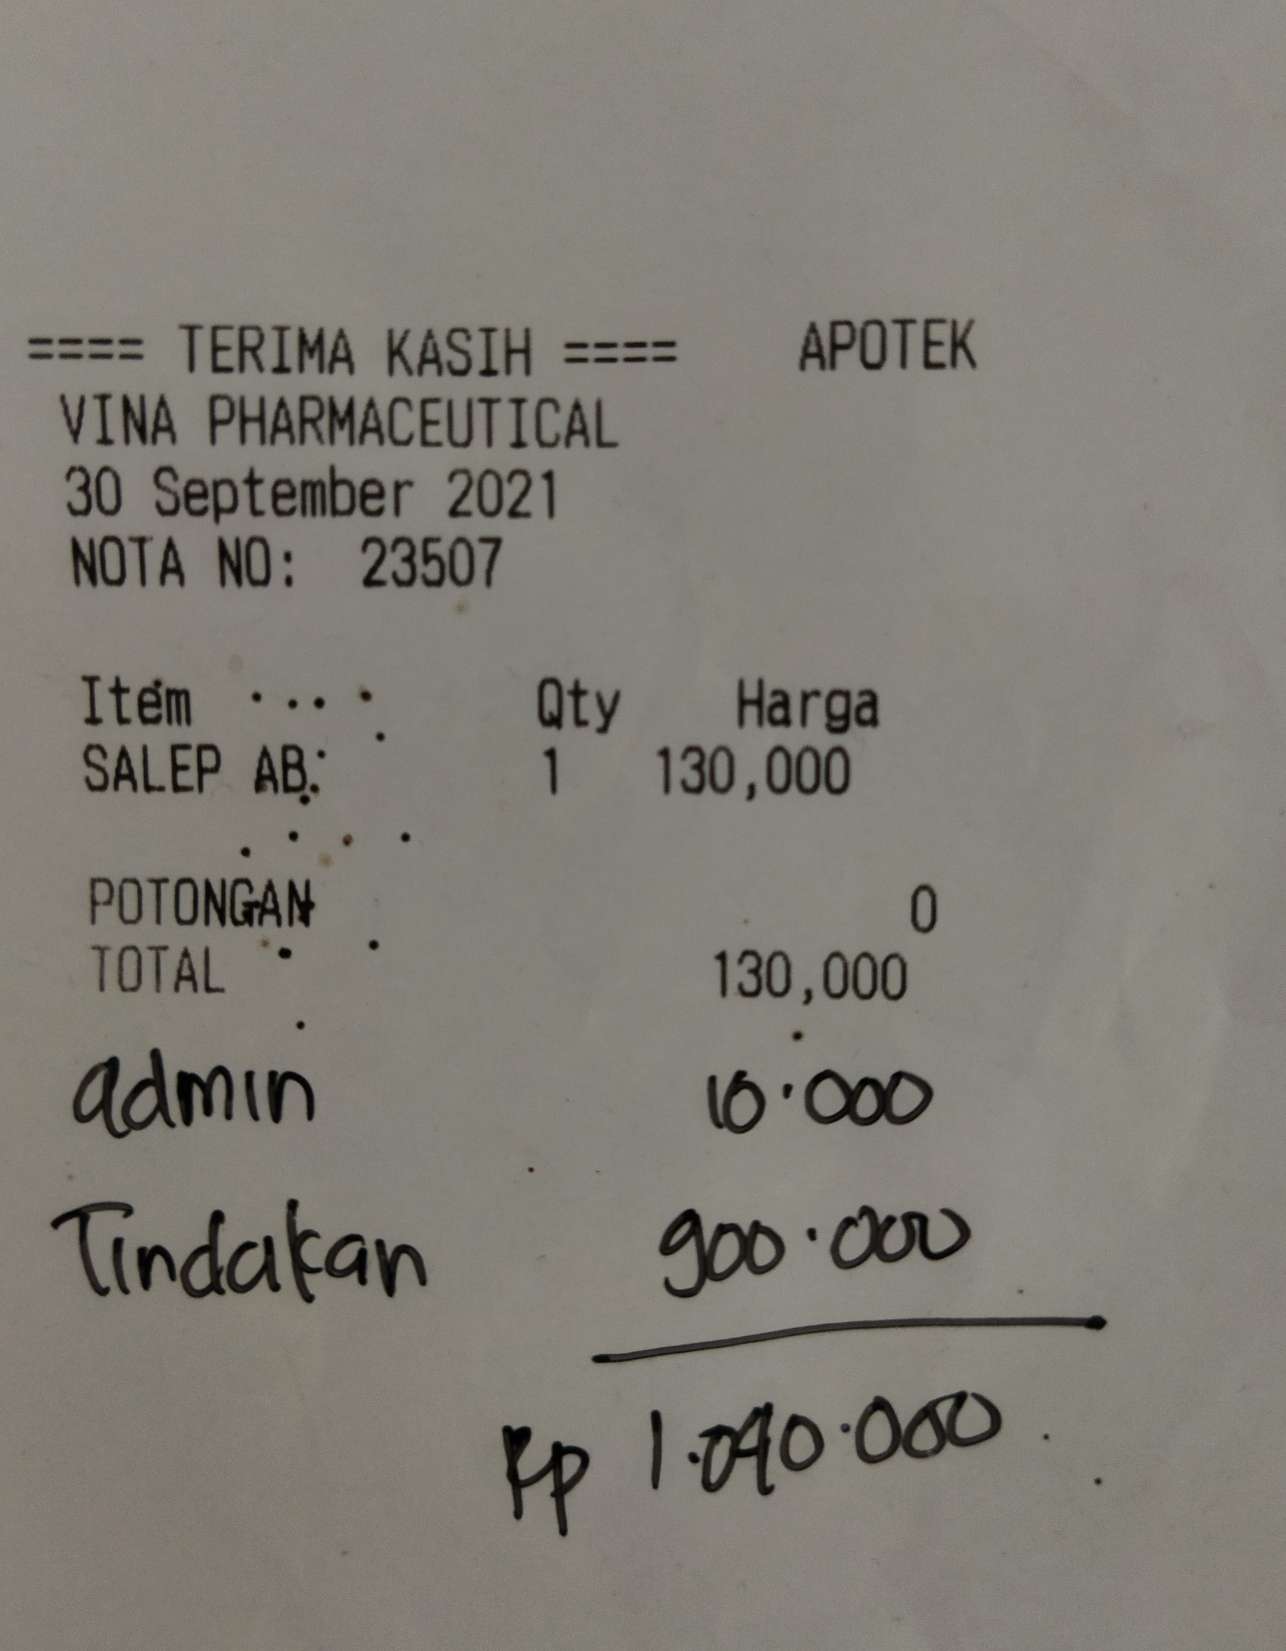 ==== TERIMA KASIH ==== APOTEK
VINA PHARMACEUTICAL
30 September 2021
NOTA NO: 23507
Item Qty Harga
SALEP AB. 1 130,000
POTONGAN 0
TOTAL 130,000
admin 10.000
Tindakan 900.000
Rp 1.040.000